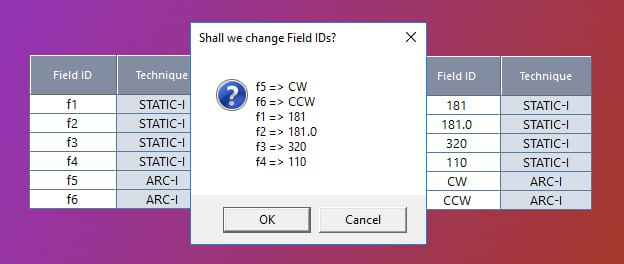 Shall we change Field IDs?
Field ID Technique
f1 STATIC-I
f2 STATIC-I
f3 STATIC-I
f4 STATIC-I
f5 ARC-I
f6 ARC-I
f5 => CW
f6 => CCW
f1 => 181
f2 => 181.0
f3 => 320
f4 => 110
OK Cancel
Field ID Technique
181 STATIC-I
181.0 STATIC-I
320 STATIC-I
110 STATIC-I
CW ARC-I
CCW ARC-I